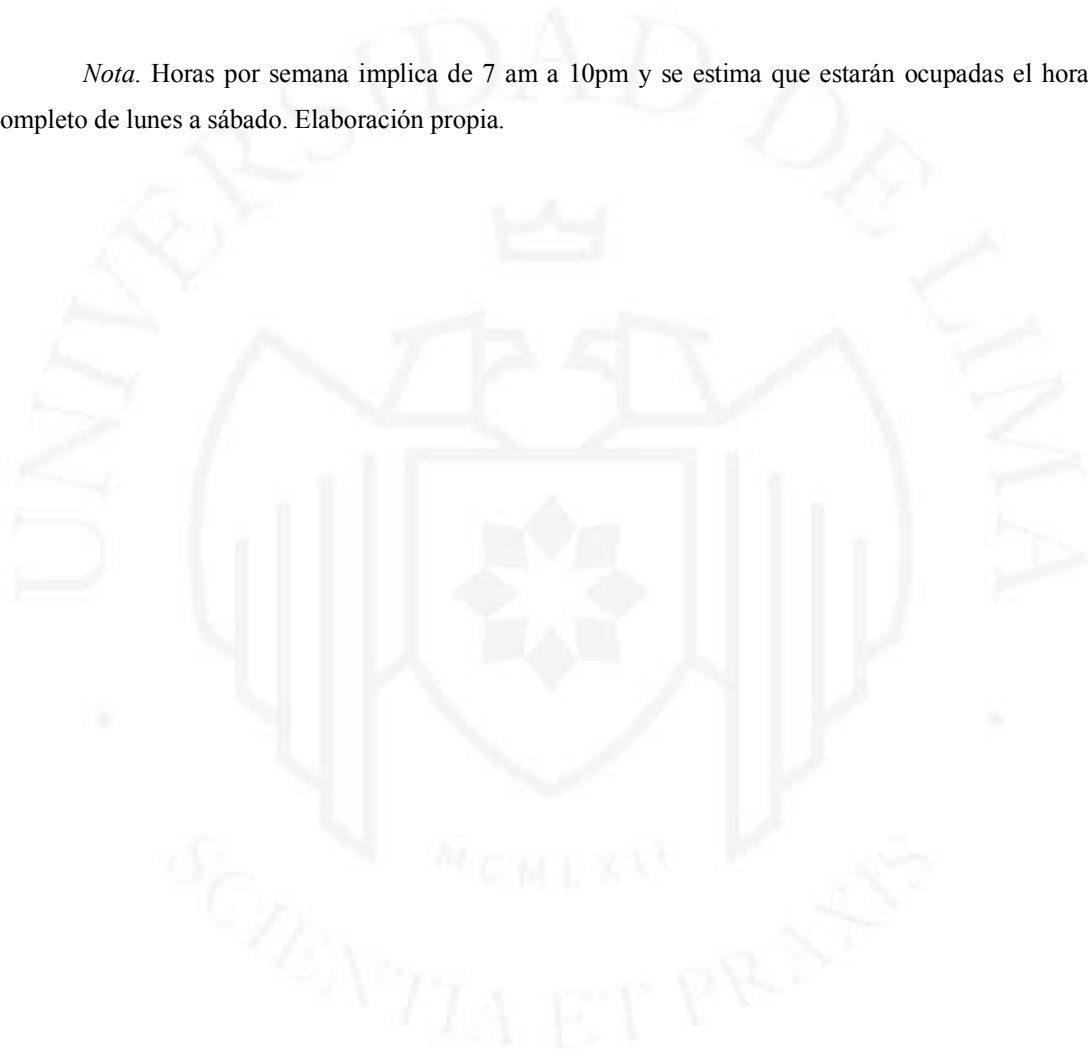 Nota. Horas por semana implica de 7 am a 10pm y se estima que estarán ocupadas el hora
ompleto de lunes a sábado. Elaboración propia.
UNIVERSIDAD DE LIMA
MCMLXII
SCIENTIA ET PRAXIS